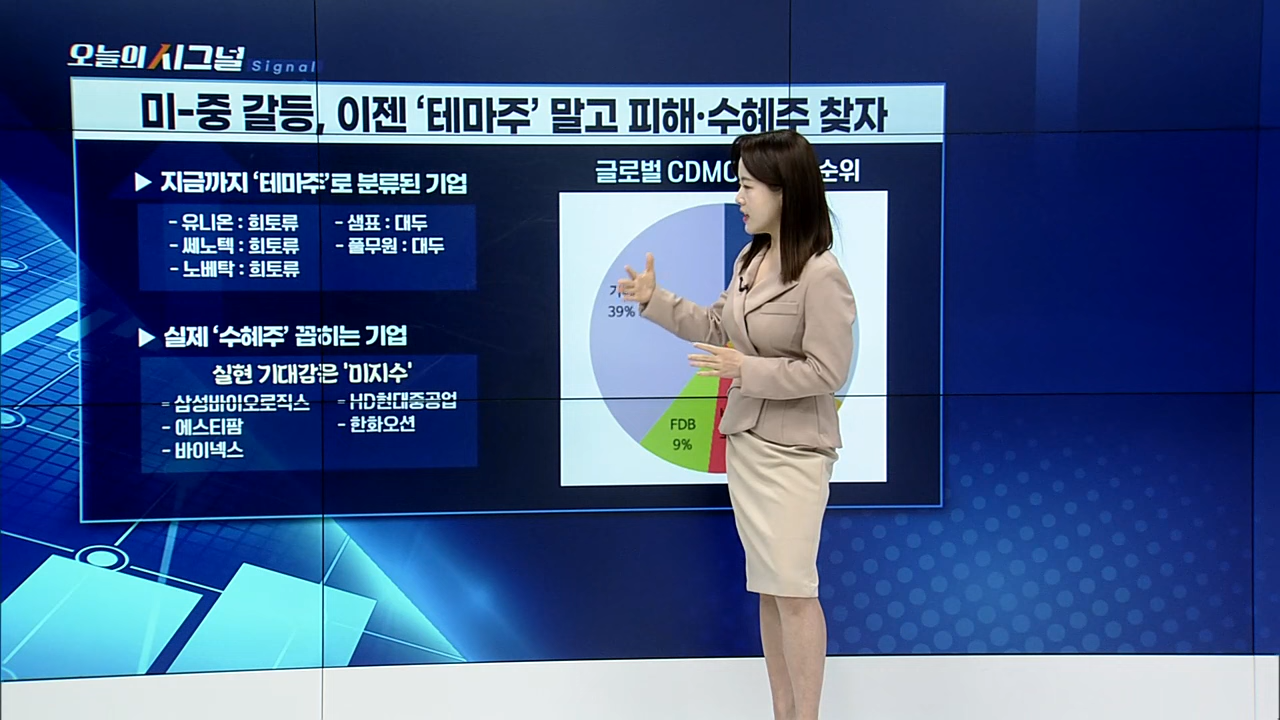 오늘의 시그널 Signal
미-중 갈등, 이젠 '테마주' 말고 피해·수혜주 찾자
▶ 지금까지 '테마주'로 분류된 기업
- 유니온 : 희토류
- 쎄노텍 : 희토류
- 노베탁 : 희토류
- 샘표 : 대두
- 풀무원 : 대두
▶ 실제 '수혜주' 꼽히는 기업
실현 기대감은 '미지수'
- 삼성바이오로직스
- 에스티팜
- 바이넥스
- HD현대중공업
- 한화오션
글로벌 CDMO 순위
39%
FDB
9%